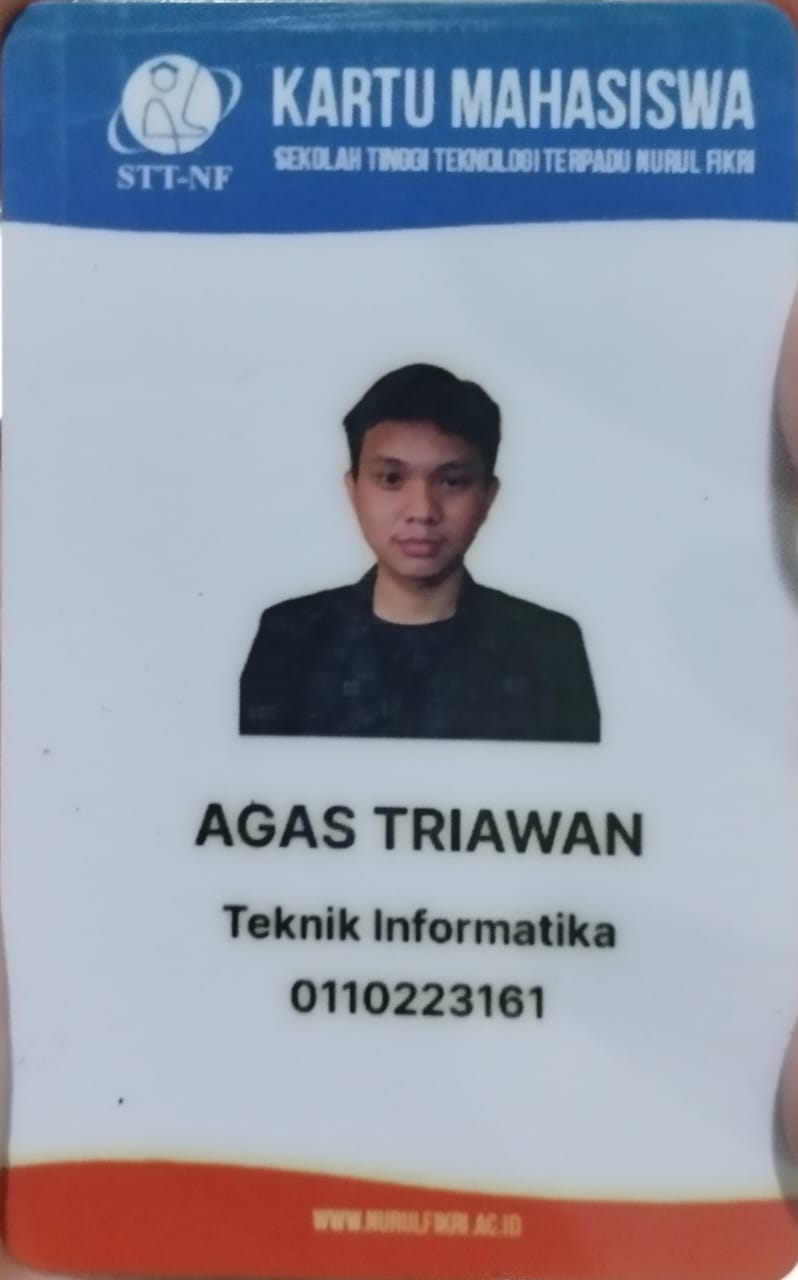 KARTU MAHASISWA
SEKOLAH TINGGI TEKNOLOGI TERPADU NURUL FIKRI
STT-NF
AGAS TRIAWAN
Teknik Informatika
0110223161
WWW.NURULFIKRI.AC.ID